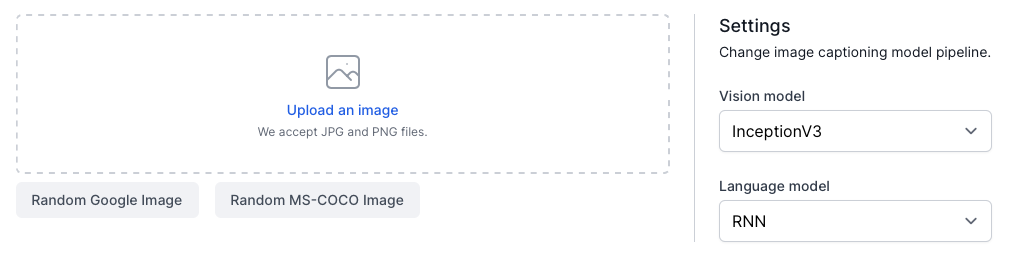 Upload an image
We accept JPG and PNG files.
Random Google Image
Random MS-COCO Image
Settings
Change image captioning model pipeline.
Vision model
InceptionV3
Language model
RNN